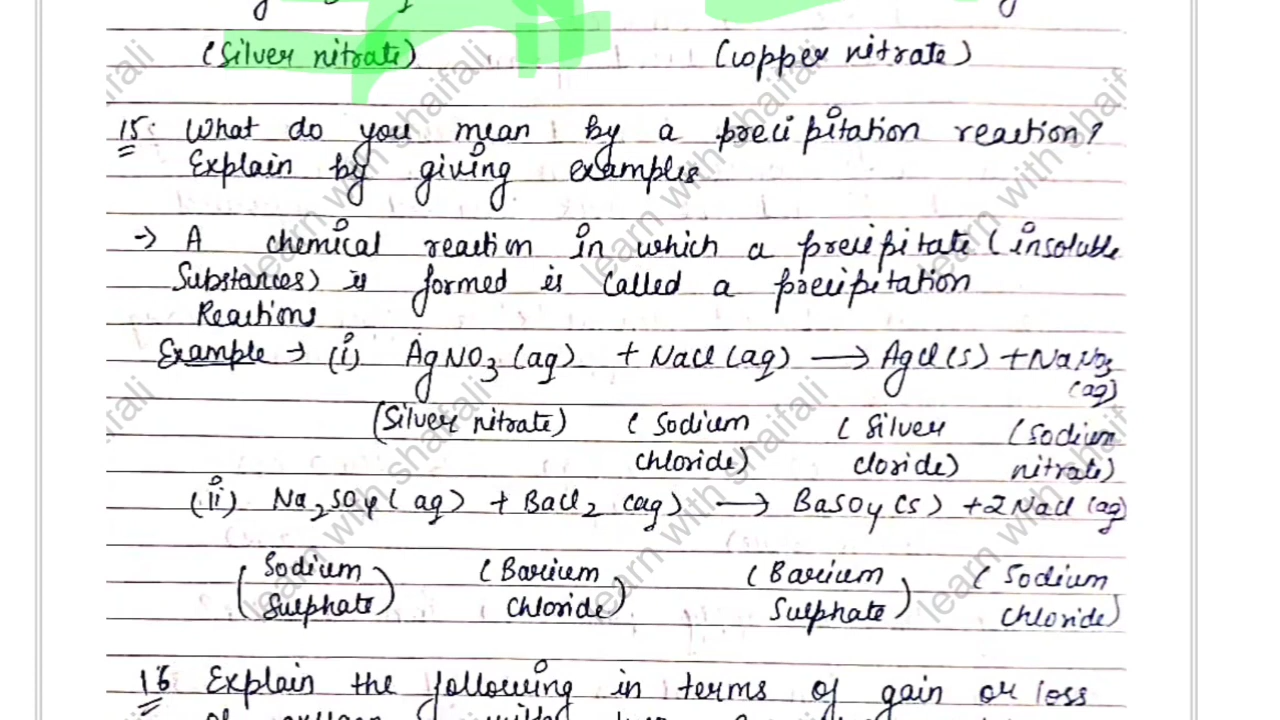 (Silver nitrate) (copper nitrate)
15: What do you mean by a precipitation reaction?
Explain by giving examples
→ A chemical reaction in which a precipitate (insoluble
Substances) is formed is called a precipitation
Reactions
Example → (i) AgNO₃ (aq) + NaCl (aq) ⟶ AgCl (s) + NaNO₃
(aq)
(Silver nitrate) (Sodium (Silver (Sodium
chloride) cloride) nitrate)
(ii) Na₂SO₄ (aq) + BaCl₂ (aq) ⟶ BaSO₄ (s) + 2NaCl (aq)
(Sodium (Barium (Barium (Sodium
Sulphate) Chloride) Sulphate) Chloride)
16 Explain the following in terms of gain or loss
learn with shaifali